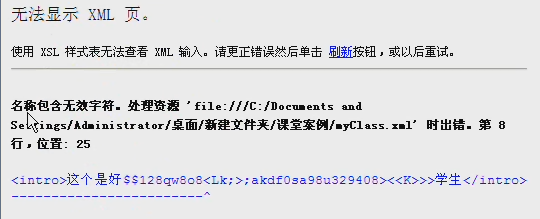 无法显示 XML 页。
使用 XSL 样式表无法查看 XML 输入。请更正错误然后单击 刷新按钮，或以后重试。
名称包含无效字符。处理资源 'file:///C:/Documents and
Settings/Administrator/桌面/新建文件夹/课堂案例/myClass.xml' 时出错。第 8
行，位置: 25
<intro>这个是好$$128qw8o8<Lk;>;akdf0sa98u329408><<K>>>学生</intro>
------------------------^